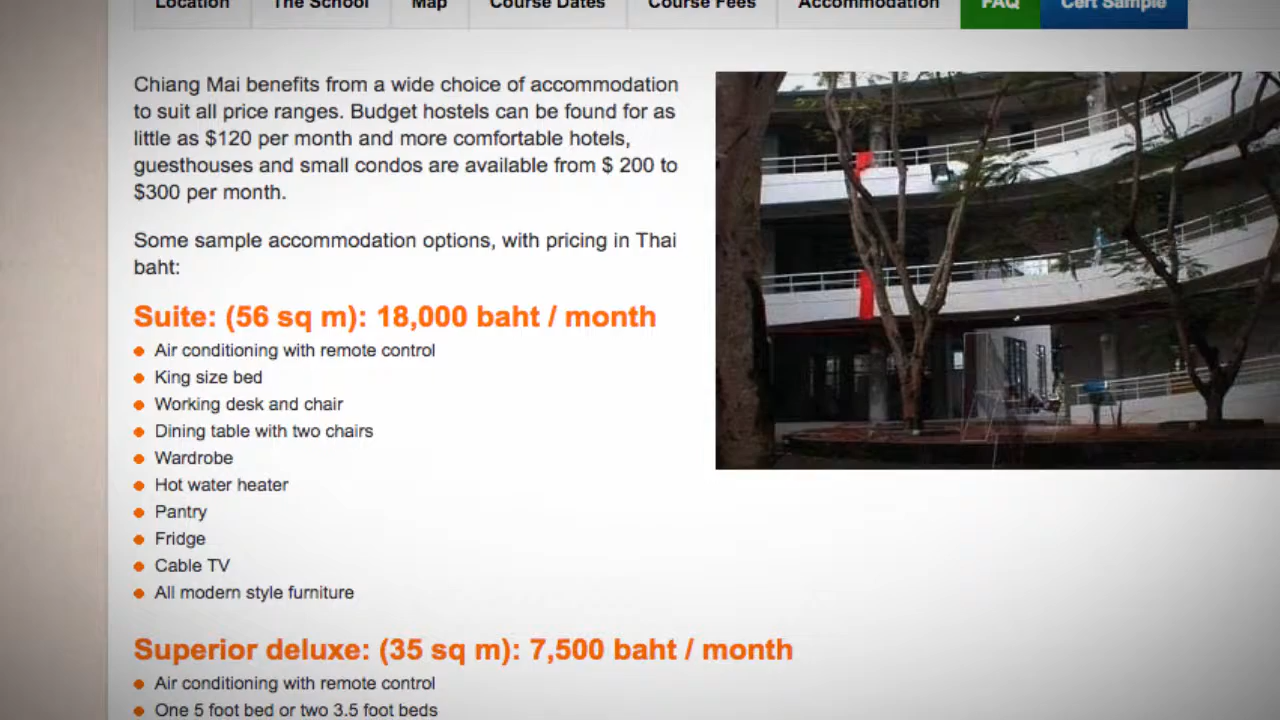 Location The School Map Course Dates Course Fees Accommodation FAQ Cert Sample
Chiang Mai benefits from a wide choice of accommodation
to suit all price ranges. Budget hostels can be found for as
little as $120 per month and more comfortable hotels,
guesthouses and small condos are available from $ 200 to
$300 per month.
Some sample accommodation options, with pricing in Thai
baht:
Suite: (56 sq m): 18,000 baht / month
Air conditioning with remote control
King size bed
Working desk and chair
Dining table with two chairs
Wardrobe
Hot water heater
Pantry
Fridge
Cable TV
All modern style furniture
Superior deluxe: (35 sq m): 7,500 baht / month
Air conditioning with remote control
One 5 foot bed or two 3.5 foot beds